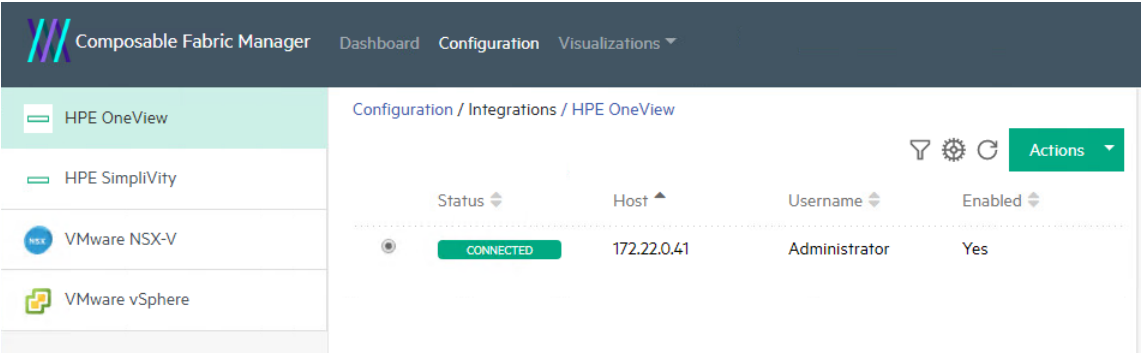 Composable Fabric Manager Dashboard Configuration Visualizations
HPE OneView
HPE SimpliVity
NSX
VMware NSX-V
VMware vSphere
Configuration / Integrations / HPE OneView
Actions
Status Host Username Enabled
CONNECTED 172.22.0.41 Administrator Yes